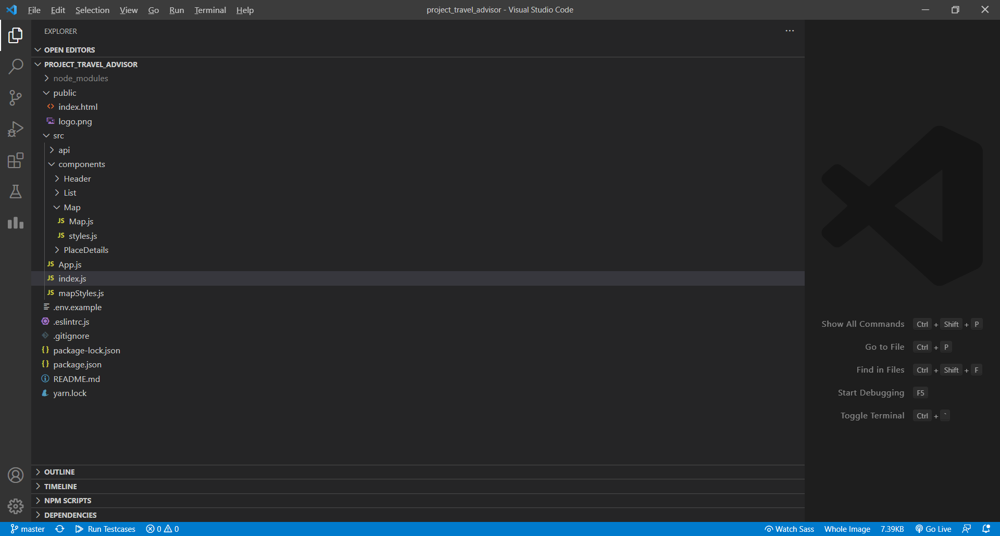 File Edit Selection View Go Run Terminal Help
project_travel_advisor - Visual Studio Code
EXPLORER
OPEN EDITORS
PROJECT_TRAVEL_ADVISOR
node_modules
public
index.html
logo.png
src
api
components
Header
List
Map
JS Map.js
JS styles.js
PlaceDetails
JS App.js
JS index.js
JS mapStyles.js
.env.example
.eslintrc.js
.gitignore
{} package-lock.json
{} package.json
README.md
yarn.lock
OUTLINE
TIMELINE
NPM SCRIPTS
DEPENDENCIES
Show All Commands Ctrl + Shift + P
Go to File Ctrl + P
Find in Files Ctrl + Shift + F
Start Debugging F5
Toggle Terminal Ctrl + `
master Run Testcases 0 0 Watch Sass Whole Image 7.39KB Go Live